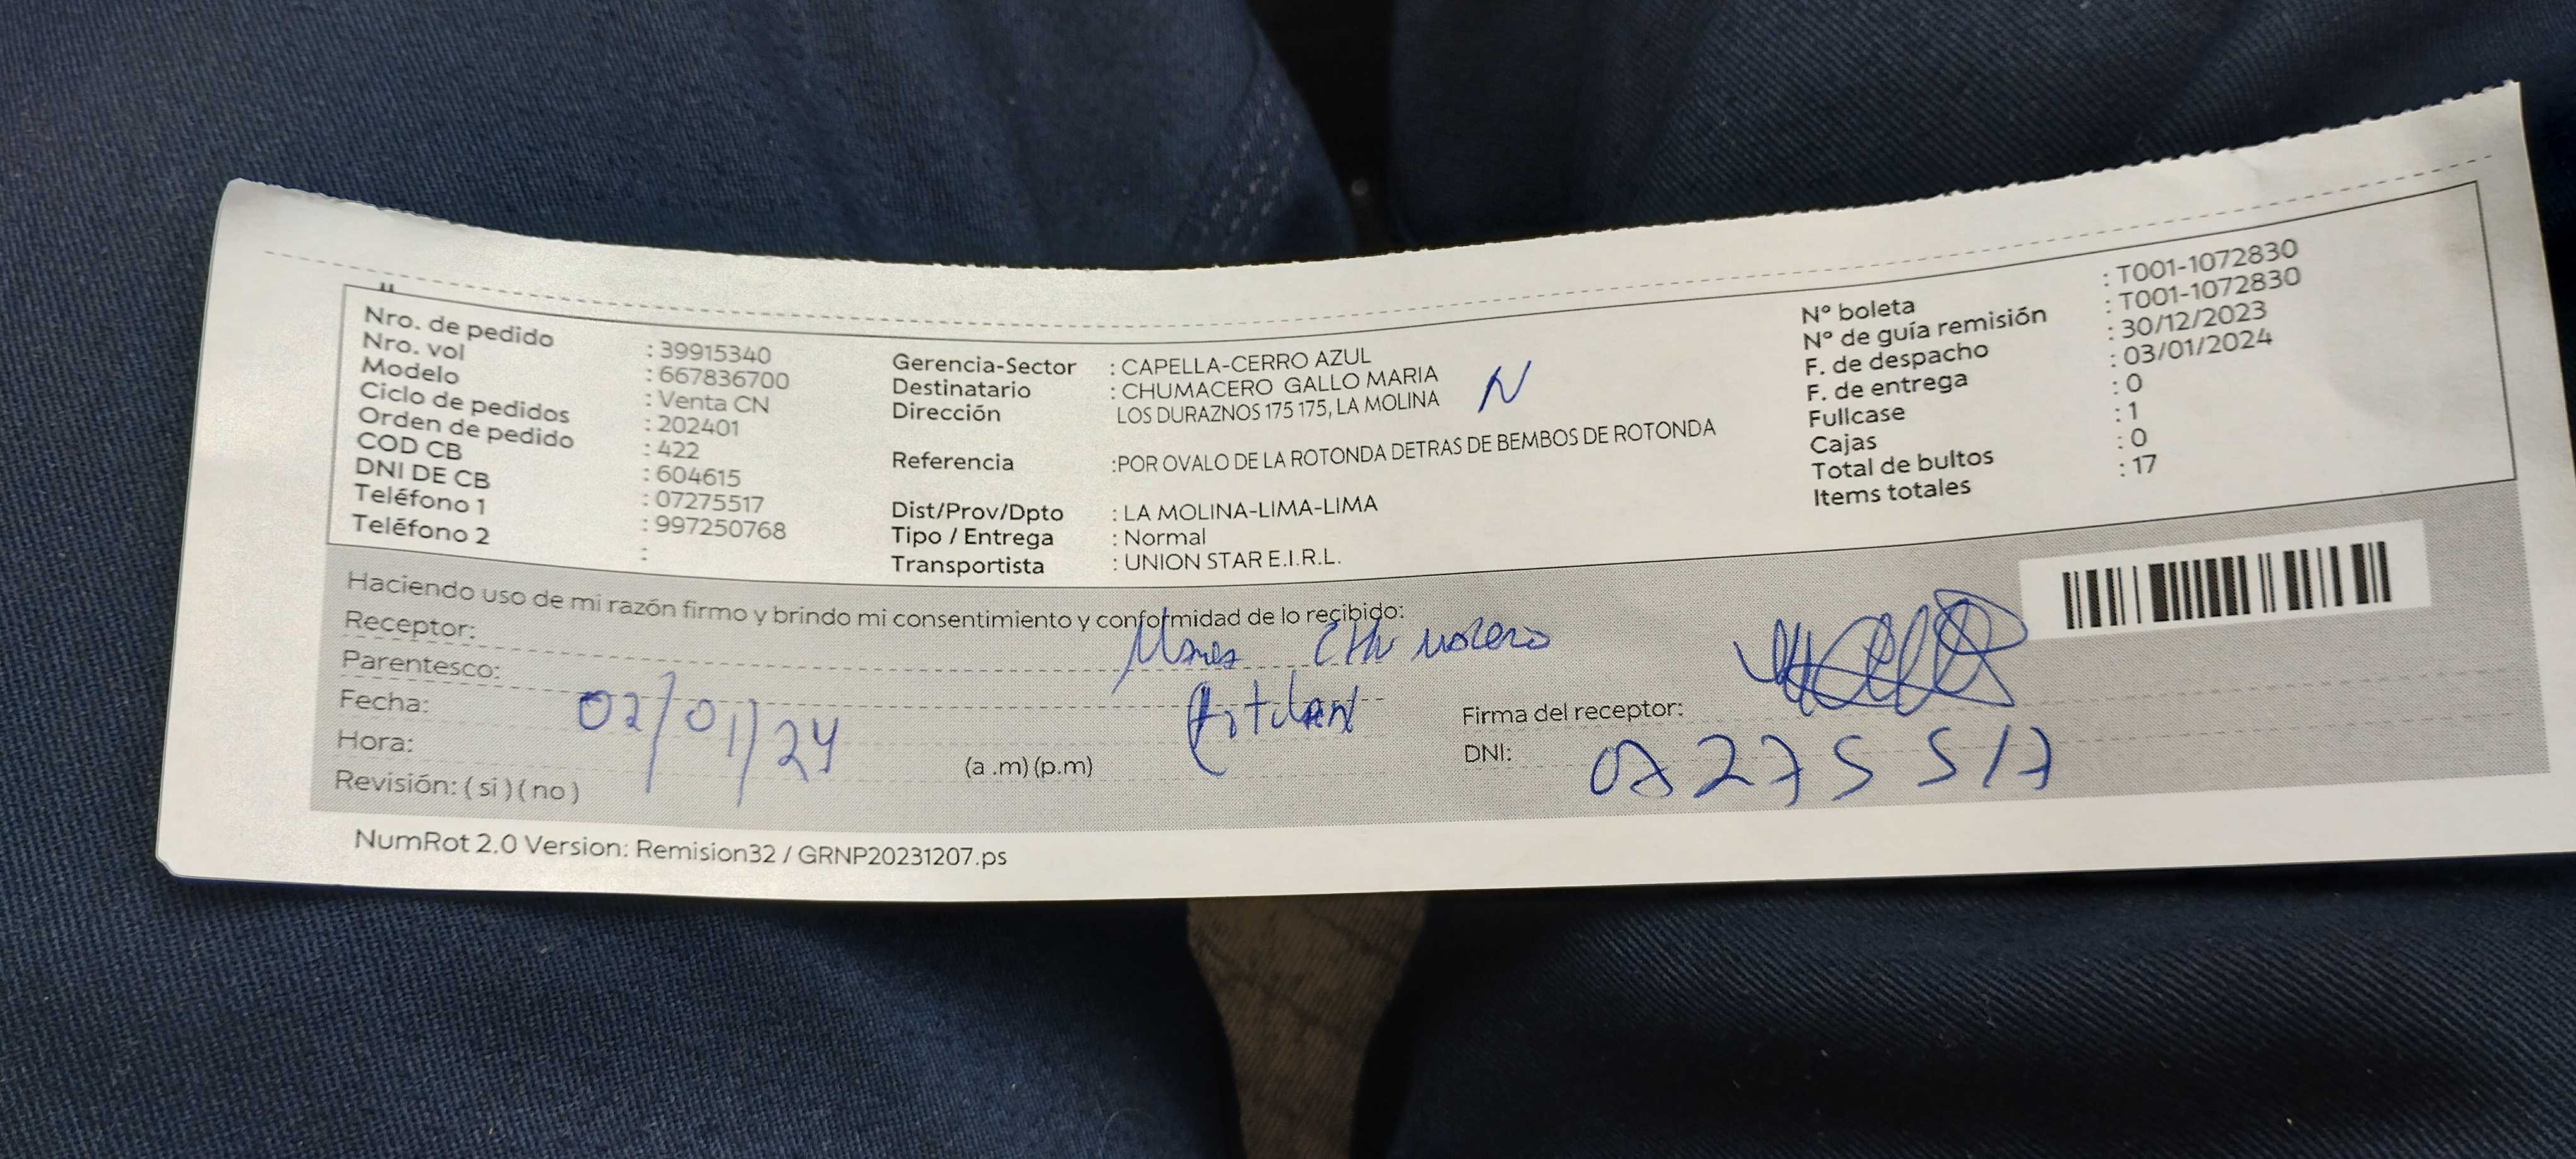 Nro. de pedido : 39915340
Nro. vol : 667836700
Modelo : Venta CN
Ciclo de pedidos : 202401
Orden de pedido : 422
COD CB : 604615
DNI DE CB : 07275517
Teléfono 1 : 997250768
Teléfono 2 :
Gerencia-Sector : CAPELLA-CERRO AZUL
Destinatario : CHUMACERO GALLO MARIA
Dirección LOS DURAZNOS 175 175, LA MOLINA
N
Referencia :POR OVALO DE LA ROTONDA DETRAS DE BEMBOS DE ROTONDA
Dist/Prov/Dpto : LA MOLINA-LIMA-LIMA
Tipo / Entrega : Normal
Transportista : UNION STAR E.I.R.L.
Nº boleta : T001-1072830
Nº de guía remisión : T001-1072830
F. de despacho : 30/12/2023
F. de entrega : 03/01/2024
Fullcase : 0
Cajas : 1
Total de bultos : 0
Items totales : 17
Haciendo uso de mi razón firmo y brindo mi consentimiento y conformidad de lo recibido:
Receptor:
Parentesco:
Fecha: 02/01/24
Hora: (a .m) (p.m)
Revisión: ( si ) ( no )
Firma del receptor:
DNI: 07275517
NumRot 2.0 Version: Remision32 / GRNP20231207.ps